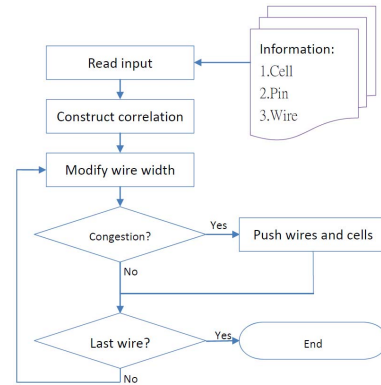 Information:
1.Cell
2.Pin
3.Wire
Read input
Construct correlation
Modify wire width
Congestion?
Yes
Push wires and cells
No
Last wire?
Yes
End
No